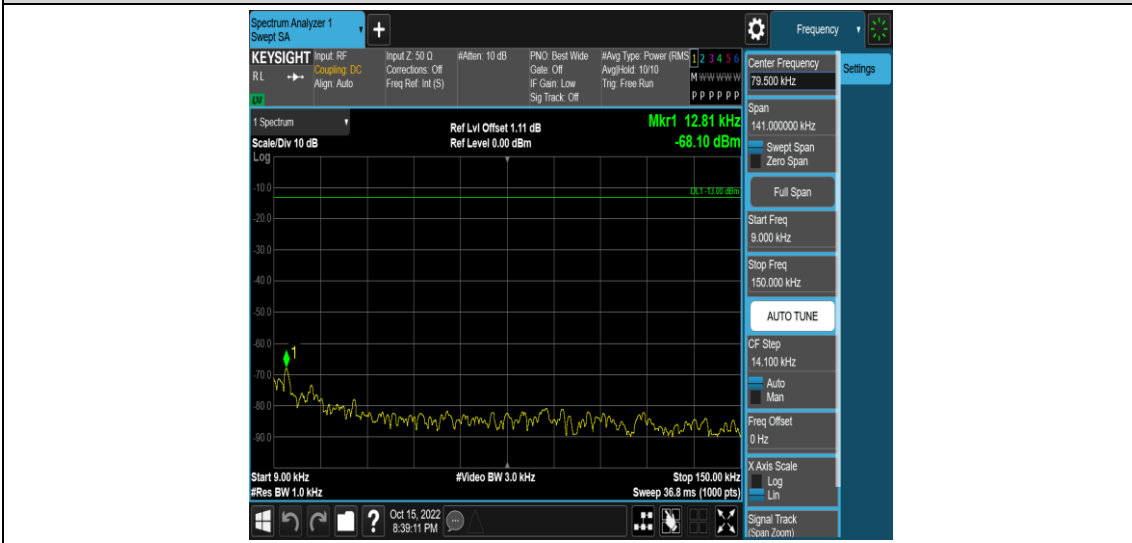 Spectrum Analyzer 1
Swept SA
+
Frequency
KEYSIGHT
RL
LXI
Input: RF
Coupling: DC
Align: Auto
Input Z: 50 Ω
Corrections: Off
Freq Ref: Int (S)
#Atten: 10 dB
PNO: Best Wide
Gate: Off
IF Gain: Low
Sig Track: Off
#Avg Type: Power (RMS
Avg|Hold: 10/10
Trig: Free Run
1 2 3 4 5 6
M W W W W W
P P P P P P
1 Spectrum
Scale/Div 10 dB
Log
Ref Lvl Offset 1.11 dB
Ref Level 0.00 dBm
Mkr1 12.81 kHz
-68.10 dBm
DL1 -13.00 dBm
-10.0
-20.0
-30.0
-40.0
-50.0
-60.0
-70.0
-80.0
-90.0
1
Start 9.00 kHz
#Res BW 1.0 kHz
#Video BW 3.0 kHz
Stop 150.00 kHz
Sweep 36.8 ms (1000 pts)
Center Frequency
79.500 kHz
Settings
Span
141.000000 kHz
Swept Span
Zero Span
Full Span
Start Freq
9.000 kHz
Stop Freq
150.000 kHz
AUTO TUNE
CF Step
14.100 kHz
Auto
Man
Freq Offset
0 Hz
X Axis Scale
Log
Lin
Signal Track
(Span Zoom)
?
Oct 15, 2022
8:39:11 PM